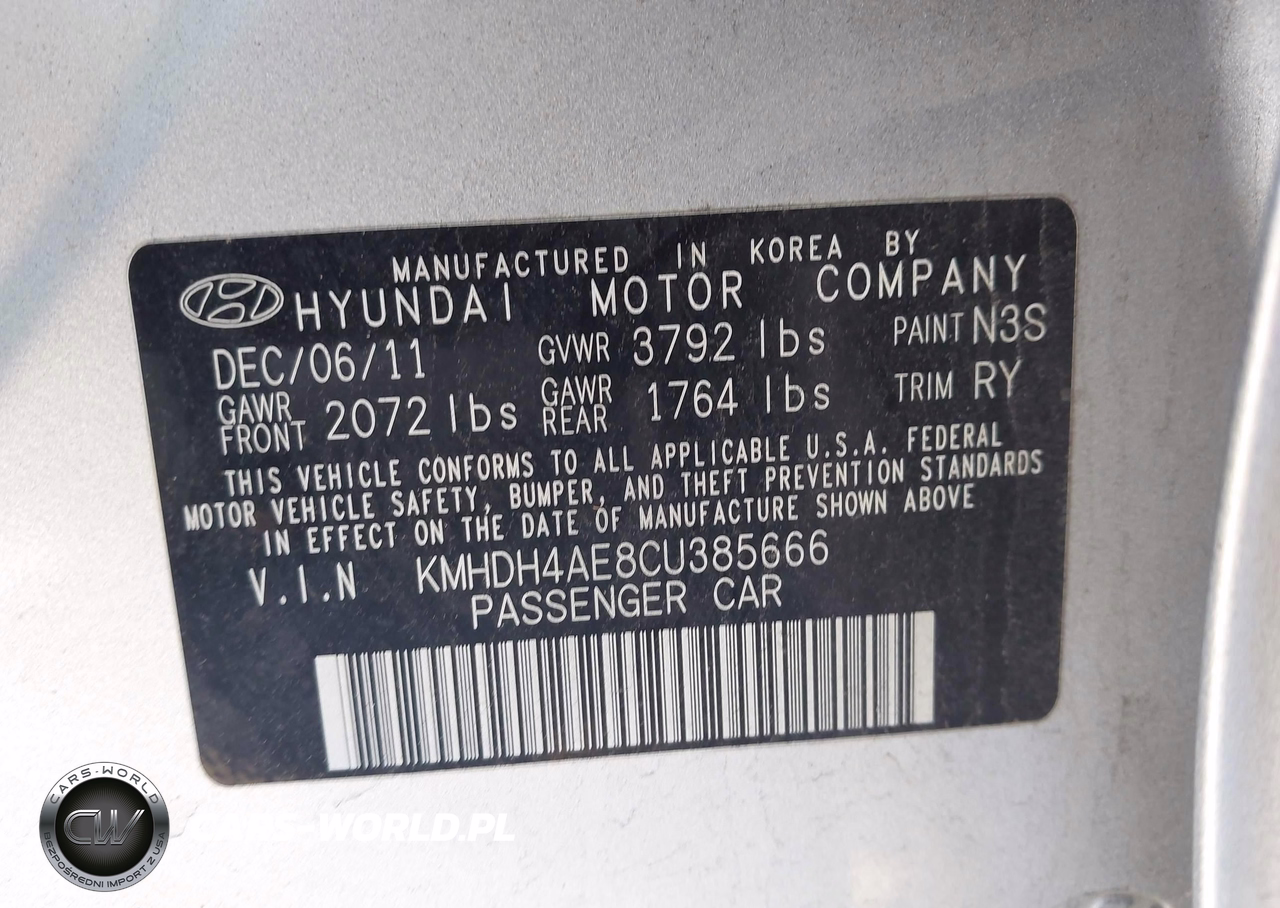 MANUFACTURED IN KOREA BY
HYUNDAI MOTOR COMPANY
DEC/06/11 GVWR 3792 lbs PAINT N3S
GAWR FRONT 2072 lbs GAWR REAR 1764 lbs TRIM RY
THIS VEHICLE CONFORMS TO ALL APPLICABLE U.S.A. FEDERAL
MOTOR VEHICLE SAFETY, BUMPER, AND THEFT PREVENTION STANDARDS
IN EFFECT ON THE DATE OF MANUFACTURE SHOWN ABOVE
V.I.N KMHDH4AE8CU385666
PASSENGER CAR
CARS-WORLD
CW
BEZPOŚREDNI IMPORT Z USA
CARS-WORLD.PL